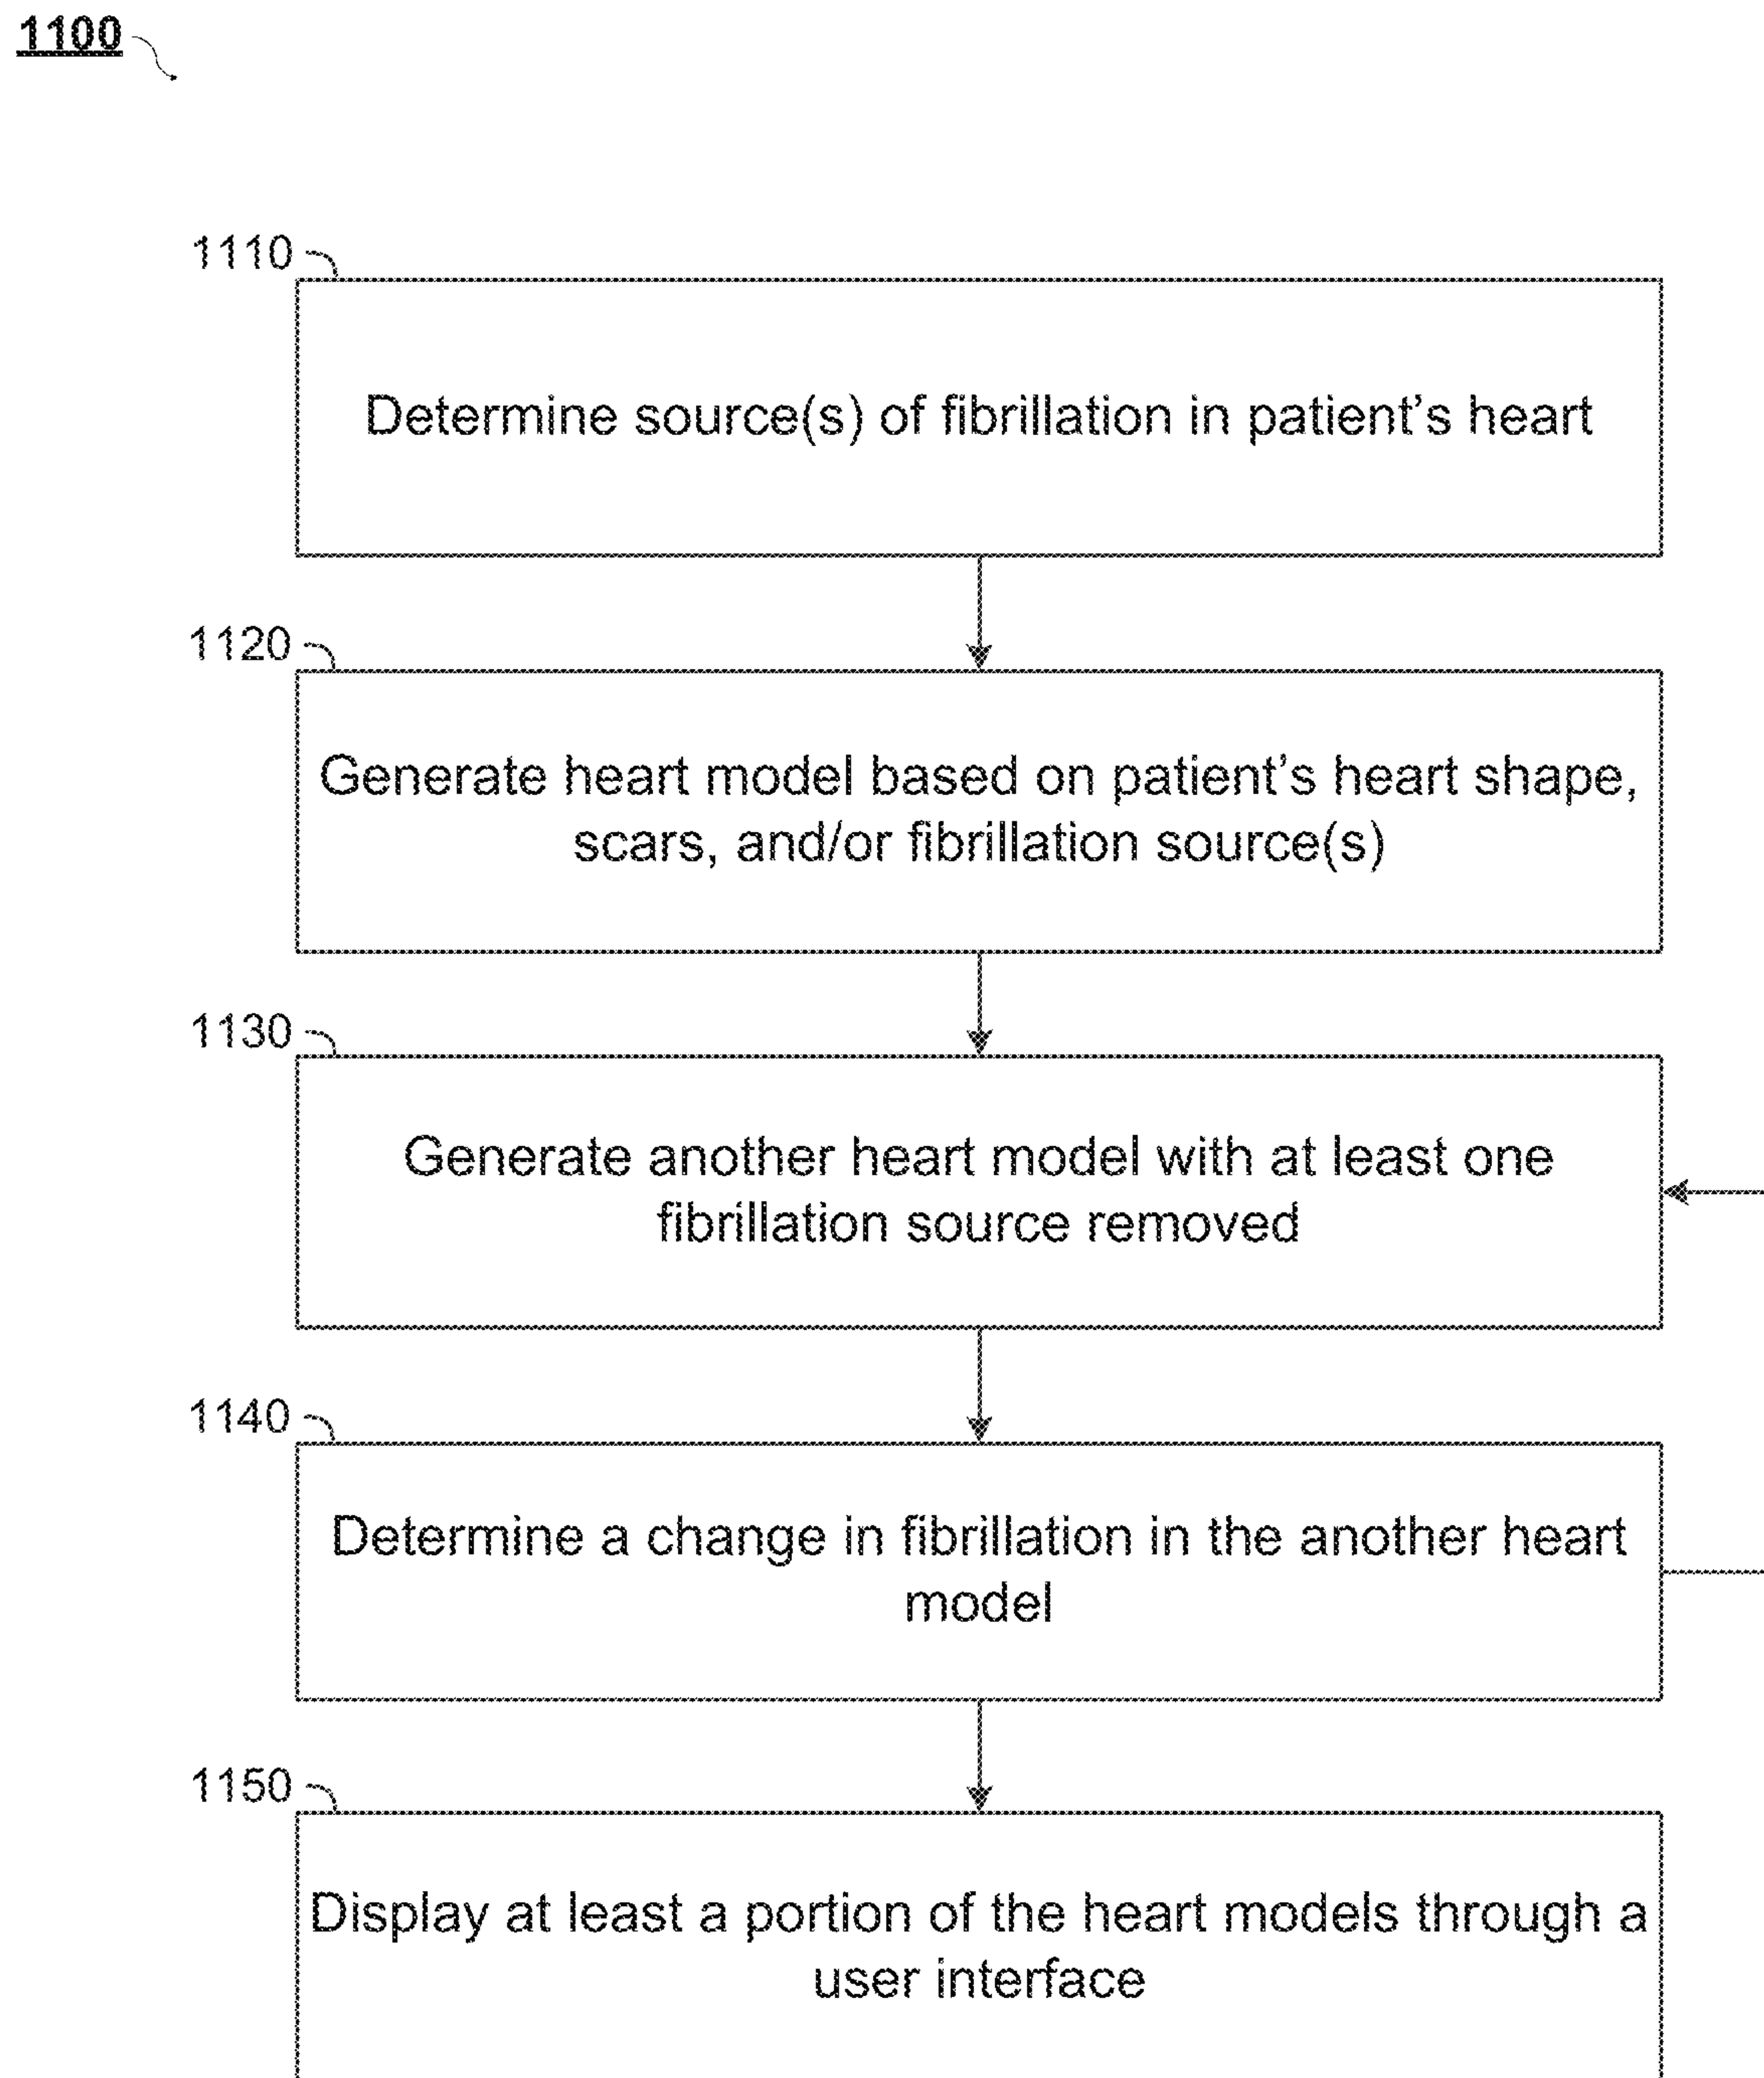 1100
1110
Determine source(s) of fibrillation in patient’s heart
1120
Generate heart model based on patient’s heart shape,
scars, and/or fibrillation source(s)
1130
Generate another heart model with at least one
fibrillation source removed
1140
Determine a change in fibrillation in the another heart
model
1150
Display at least a portion of the heart models through a
user interface